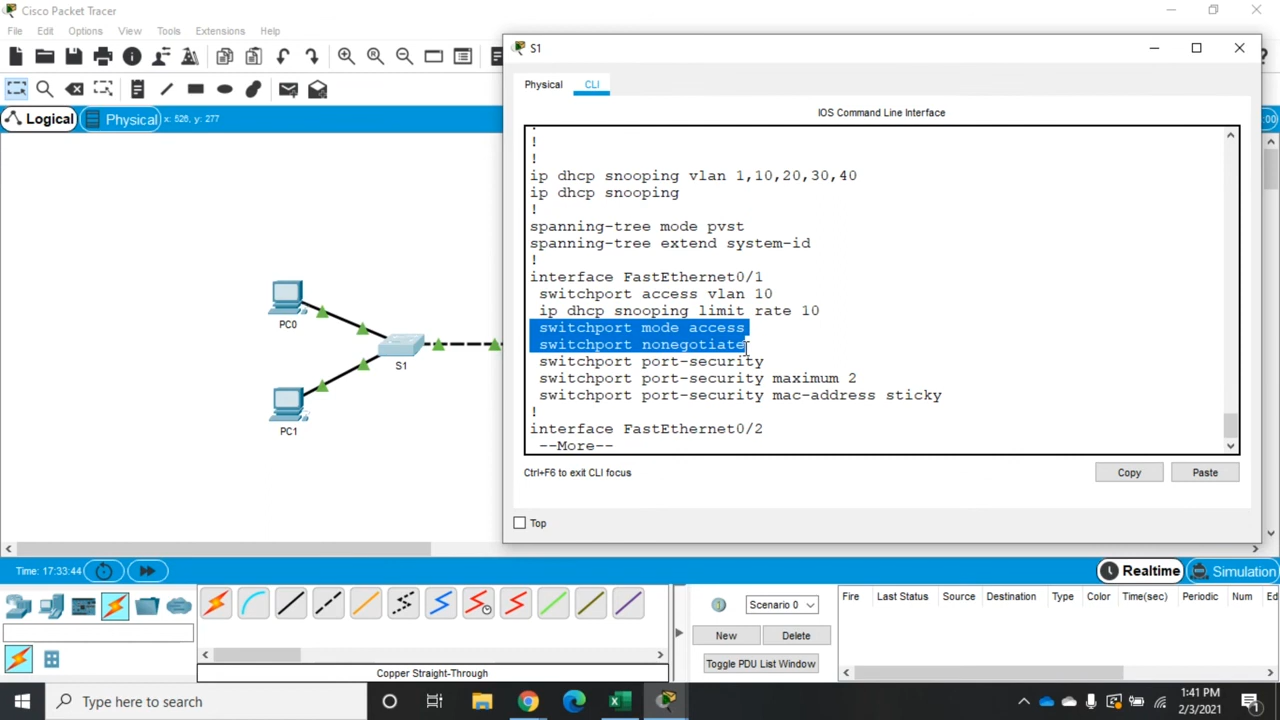 Cisco Packet Tracer
File Edit Options View Tools Extensions Help
S1
Physical CLI
Logical Physical x: 526, y: 277
IOS Command Line Interface
!
!
!
ip dhcp snooping vlan 1,10,20,30,40
ip dhcp snooping
!
spanning-tree mode pvst
spanning-tree extend system-id
!
interface FastEthernet0/1
switchport access vlan 10
ip dhcp snooping limit rate 10
switchport mode access
switchport nonegotiate
switchport port-security
switchport port-security maximum 2
switchport port-security mac-address sticky
!
interface FastEthernet0/2
--More--
PC0
S1
PC1
Ctrl+F6 to exit CLI focus
Copy Paste
Top
Time: 17:33:44
Realtime Simulation
Scenario 0
New Delete
Toggle PDU List Window
Fire Last Status Source Destination Type Color Time(sec) Periodic Num Ed
Copper Straight-Through
Type here to search
1:41 PM
2/3/2021